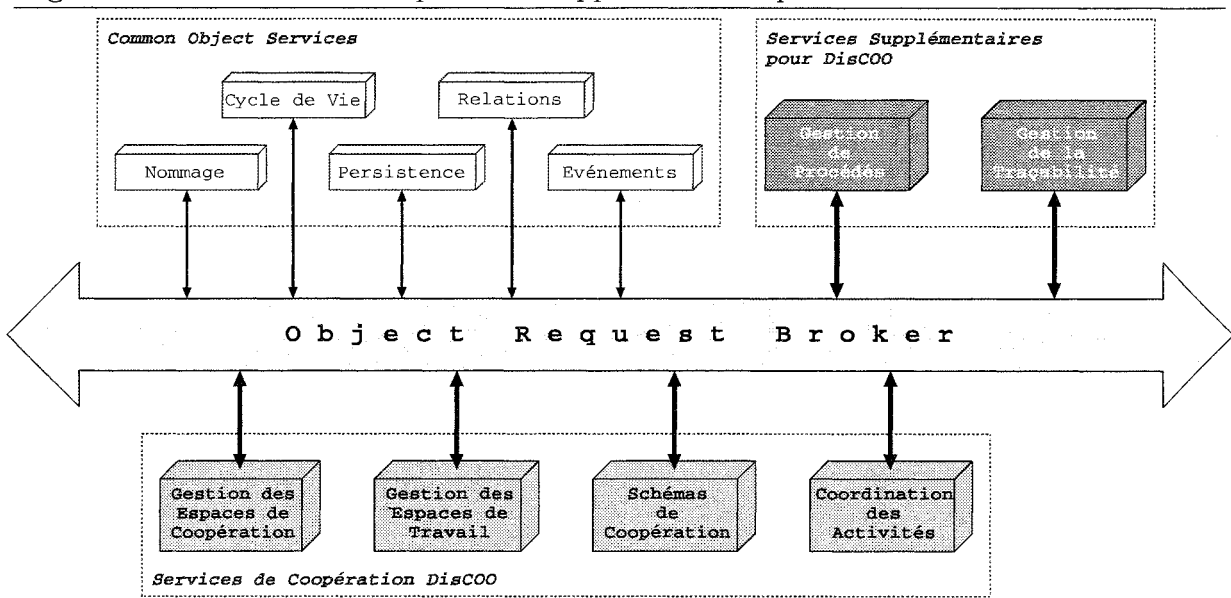 Common Object Services
Cycle de Vie
Relations
Nommage
Persistence
Evénements
Services Supplémentaires
pour DisCOO
Gestion
de
Procédés
Gestion
de la
Traçabilité
Object Request Broker
Gestion des
Espaces de
Coopération
Gestion des
Espaces de
Travail
Schémas
de
Coopération
Coordination
des
Activités
Services de Coopération DisCOO